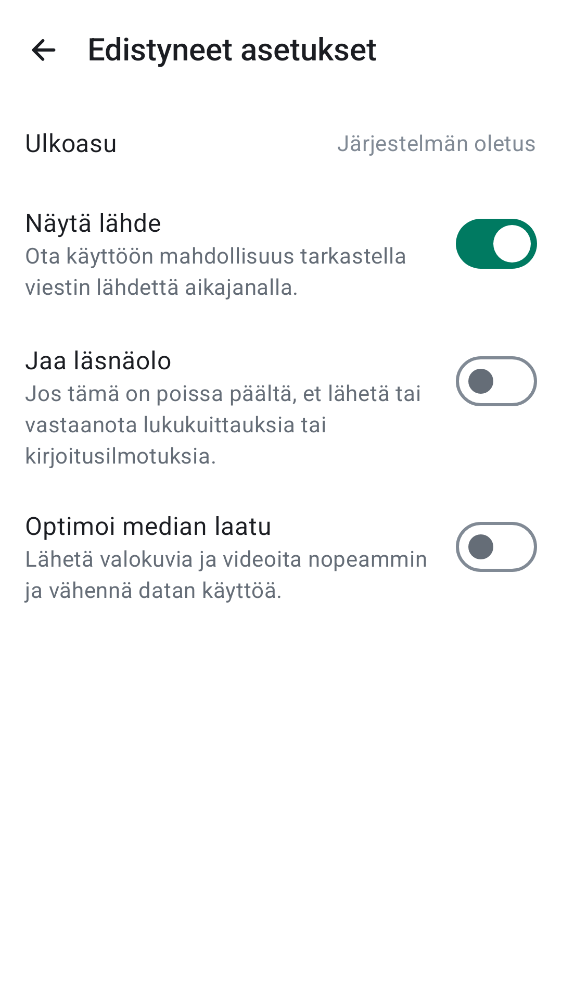 Edistyneet asetukset
Ulkoasu Järjestelmän oletus
Näytä lähde
Ota käyttöön mahdollisuus tarkastella
viestin lähdettä aikajanalla.
Jaa läsnäolo
Jos tämä on poissa päältä, et lähetä tai
vastaanota lukukuittauksia tai
kirjoitusilmotuksia.
Optimoi median laatu
Lähetä valokuvia ja videoita nopeammin
ja vähennä datan käyttöä.